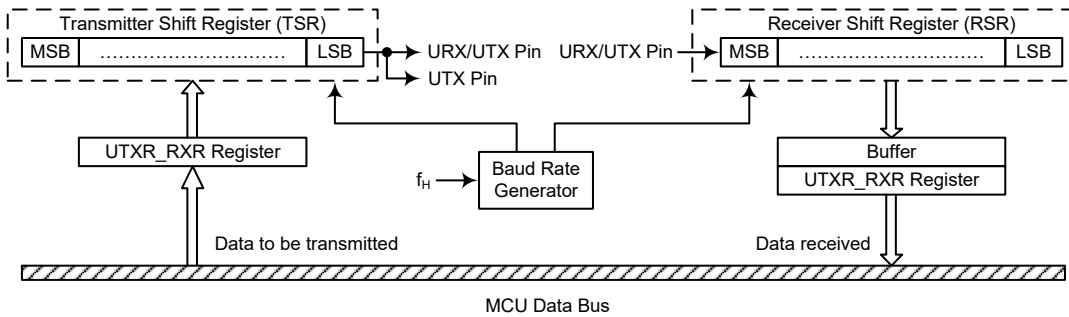 Transmitter Shift Register (TSR)
Receiver Shift Register (RSR)
MSB ………………………… LSB
URX/UTX Pin
URX/UTX Pin
MSB ………………………… LSB
UTX Pin
UTXR_RXR Register
fH
Baud Rate
Generator
Buffer
UTXR_RXR Register
Data to be transmitted
Data received
MCU Data Bus